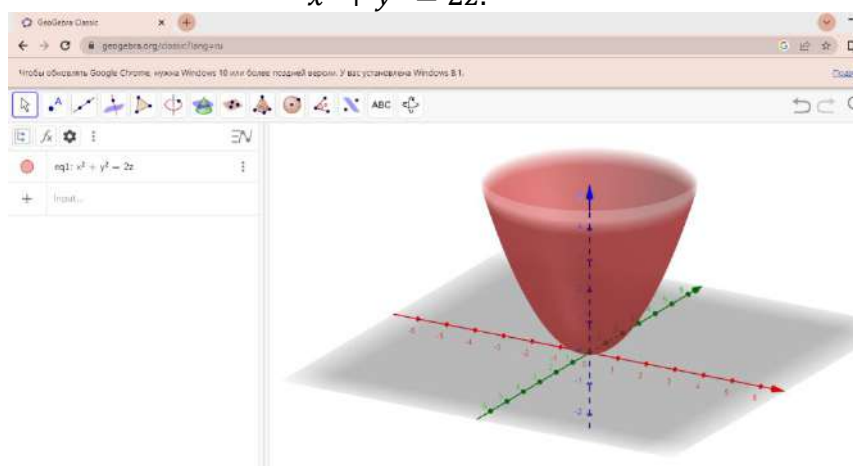 x² + y² = 2z.
GeoGebra Classic
geogebra.org/classic?lang=ru
Чтобы обновлять Google Chrome, нужна Windows 10 или более поздней версии. У вас установлена Windows 8.1.
ABC
eq1: x² + y² = 2z
Input...